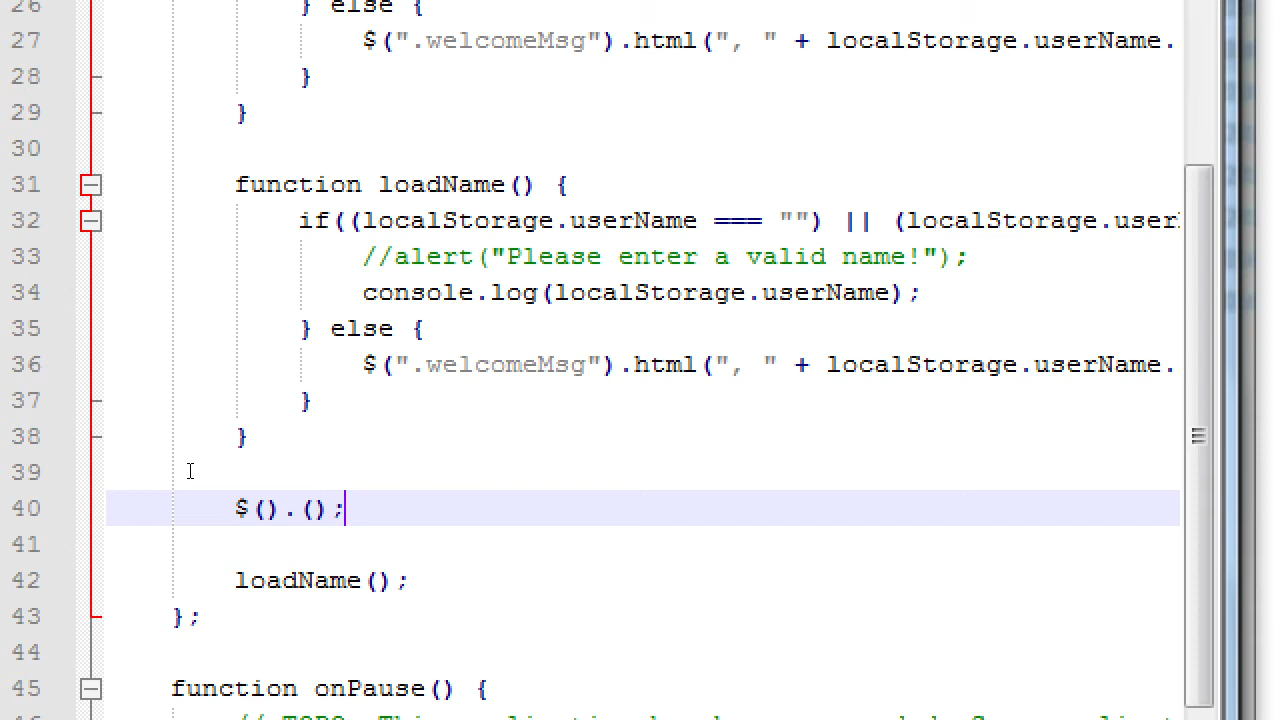 26 } else {
27 $(".welcomeMsg").html(", " + localStorage.userName.
28 }
29 }
30
31 function loadName() {
32 if((localStorage.userName === "") || (localStorage.user
33 //alert("Please enter a valid name!");
34 console.log(localStorage.userName);
35 } else {
36 $(".welcomeMsg").html(", " + localStorage.userName.
37 }
38 }
39
40 $().();
41
42 loadName();
43 };
44
45 function onPause() {